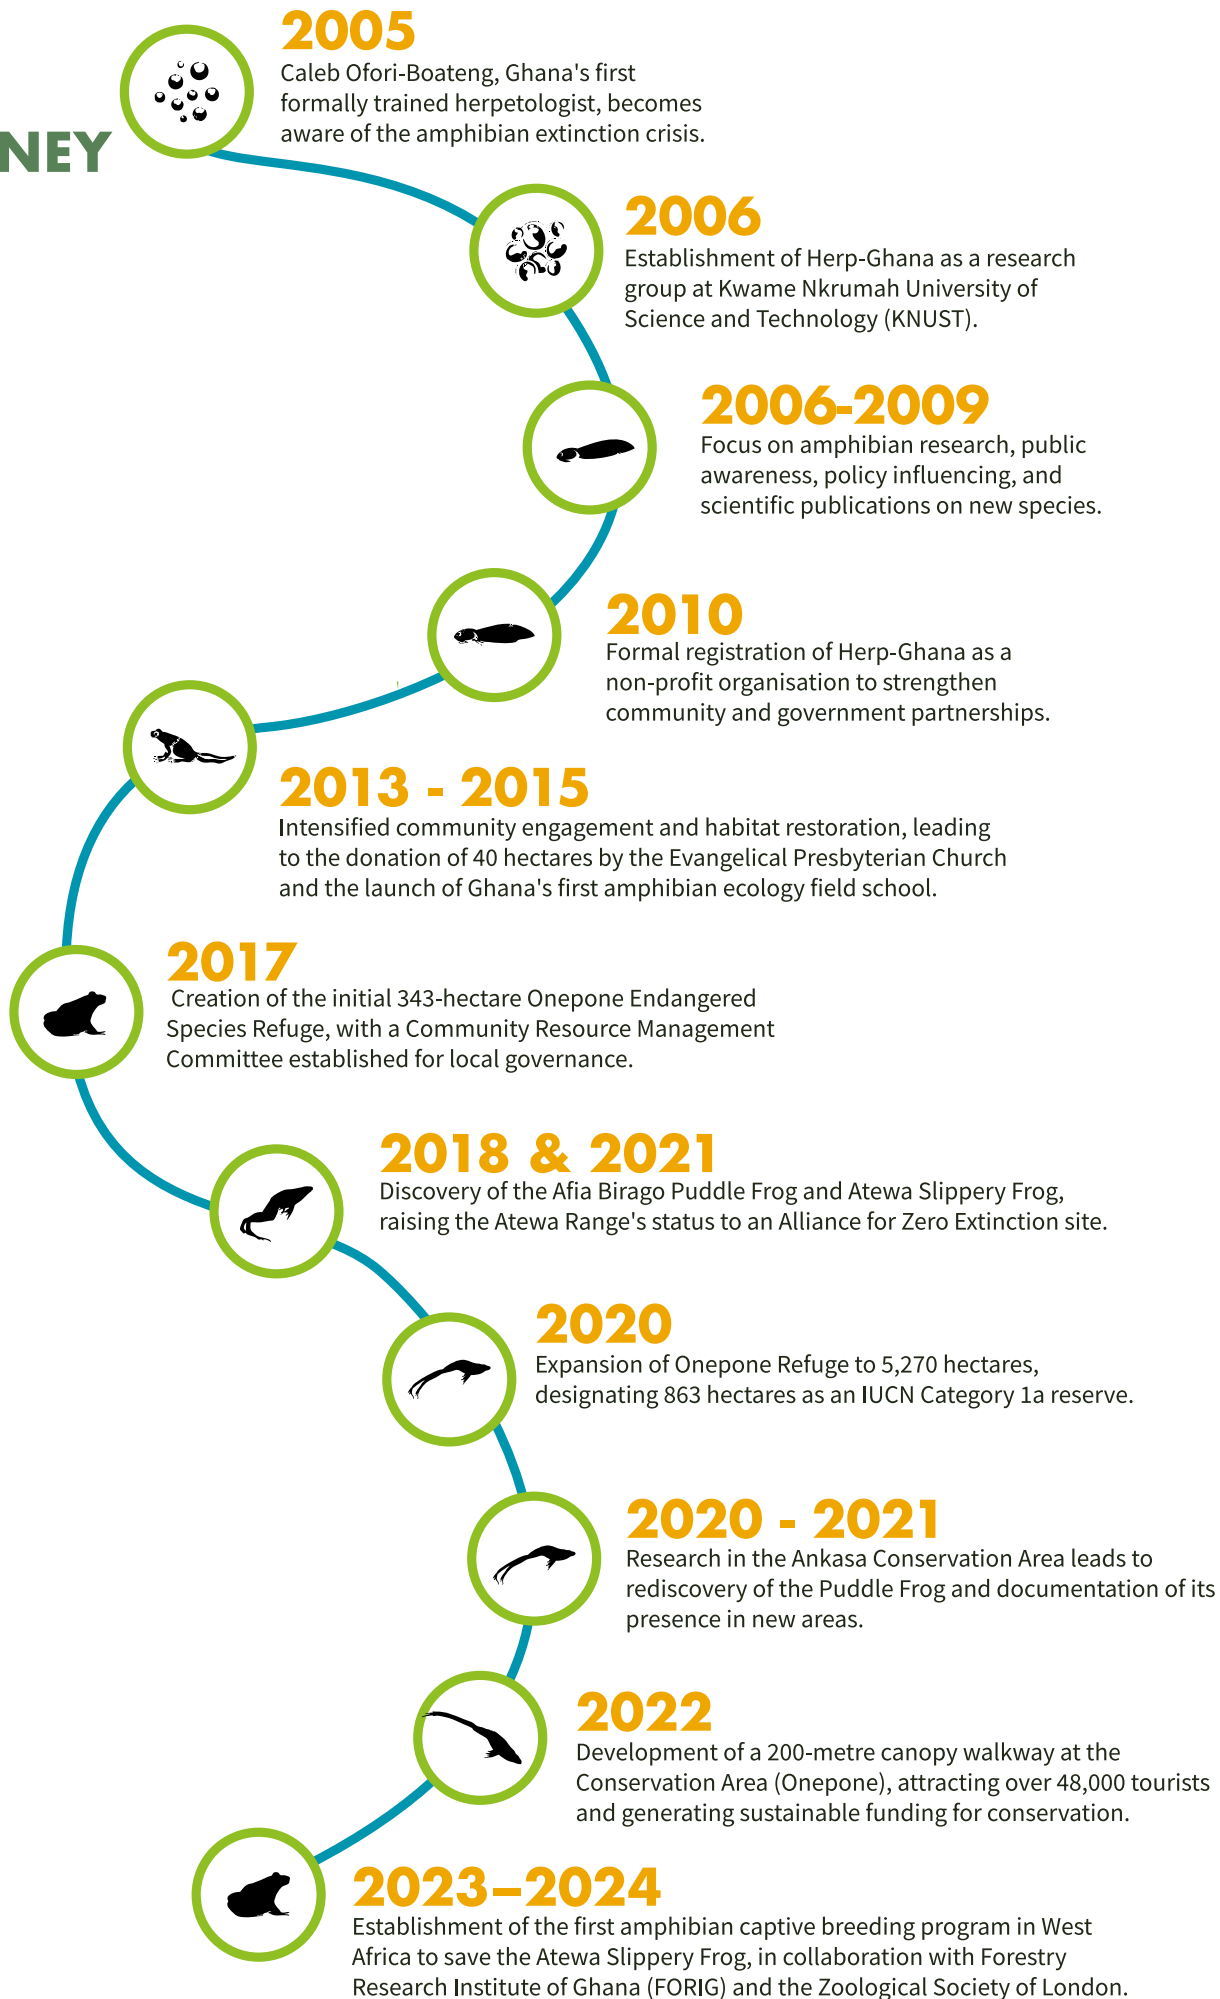 2005
Caleb Ofori-Boateng, Ghana's first
formally trained herpetologist, becomes
aware of the amphibian extinction crisis.
NEY
2006
Establishment of Herp-Ghana as a research
group at Kwame Nkrumah University of
Science and Technology (KNUST).
2006-2009
Focus on amphibian research, public
awareness, policy influencing, and
scientific publications on new species.
2010
Formal registration of Herp-Ghana as a
non-profit organisation to strengthen
community and government partnerships.
2013 - 2015
Intensified community engagement and habitat restoration, leading
to the donation of 40 hectares by the Evangelical Presbyterian Church
and the launch of Ghana's first amphibian ecology field school.
2017
Creation of the initial 343-hectare Onepone Endangered
Species Refuge, with a Community Resource Management
Committee established for local governance.
2018 & 2021
Discovery of the Afia Birago Puddle Frog and Atewa Slippery Frog,
raising the Atewa Range's status to an Alliance for Zero Extinction site.
2020
Expansion of Onepone Refuge to 5,270 hectares,
designating 863 hectares as an IUCN Category 1a reserve.
2020 - 2021
Research in the Ankasa Conservation Area leads to
rediscovery of the Puddle Frog and documentation of its
presence in new areas.
2022
Development of a 200-metre canopy walkway at the
Conservation Area (Onepone), attracting over 48,000 tourists
and generating sustainable funding for conservation.
2023–2024
Establishment of the first amphibian captive breeding program in West
Africa to save the Atewa Slippery Frog, in collaboration with Forestry
Research Institute of Ghana (FORIG) and the Zoological Society of London.